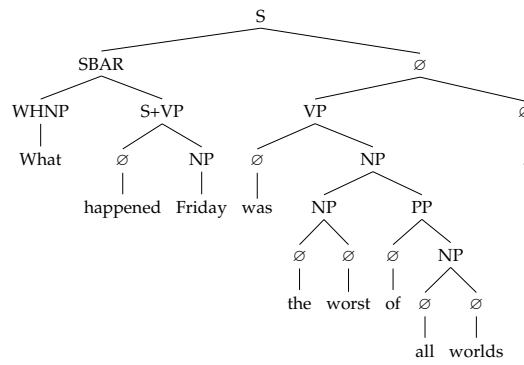 S
SBAR ∅
WHNP S+VP VP ∅
What ∅ NP ∅ NP .
happened Friday was NP PP
∅ ∅ ∅ NP
the worst of ∅ ∅
all worlds